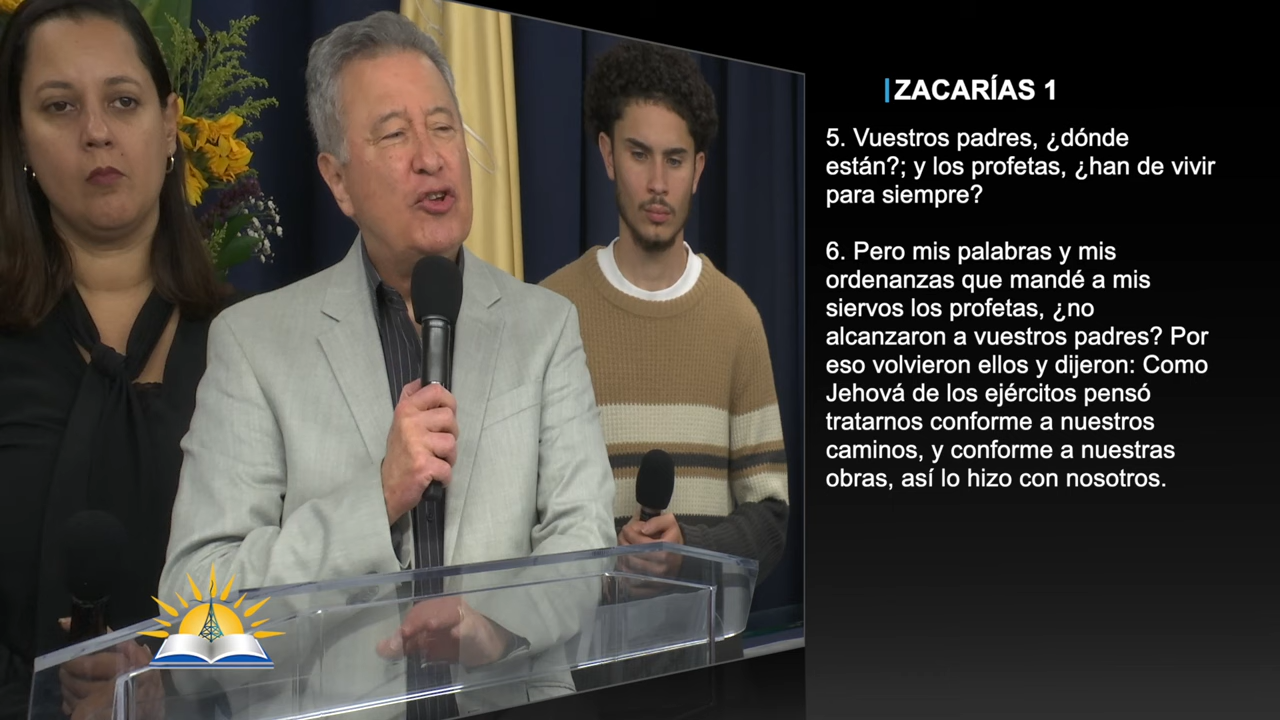 ZACARÍAS 1
5. Vuestros padres, ¿dónde
están?; y los profetas, ¿han de vivir
para siempre?
6. Pero mis palabras y mis
ordenanzas que mandé a mis
siervos los profetas, ¿no
alcanzaron a vuestros padres? Por
eso volvieron ellos y dijeron: Como
Jehová de los ejércitos pensó
tratarnos conforme a nuestros
caminos, y conforme a nuestras
obras, así lo hizo con nosotros.